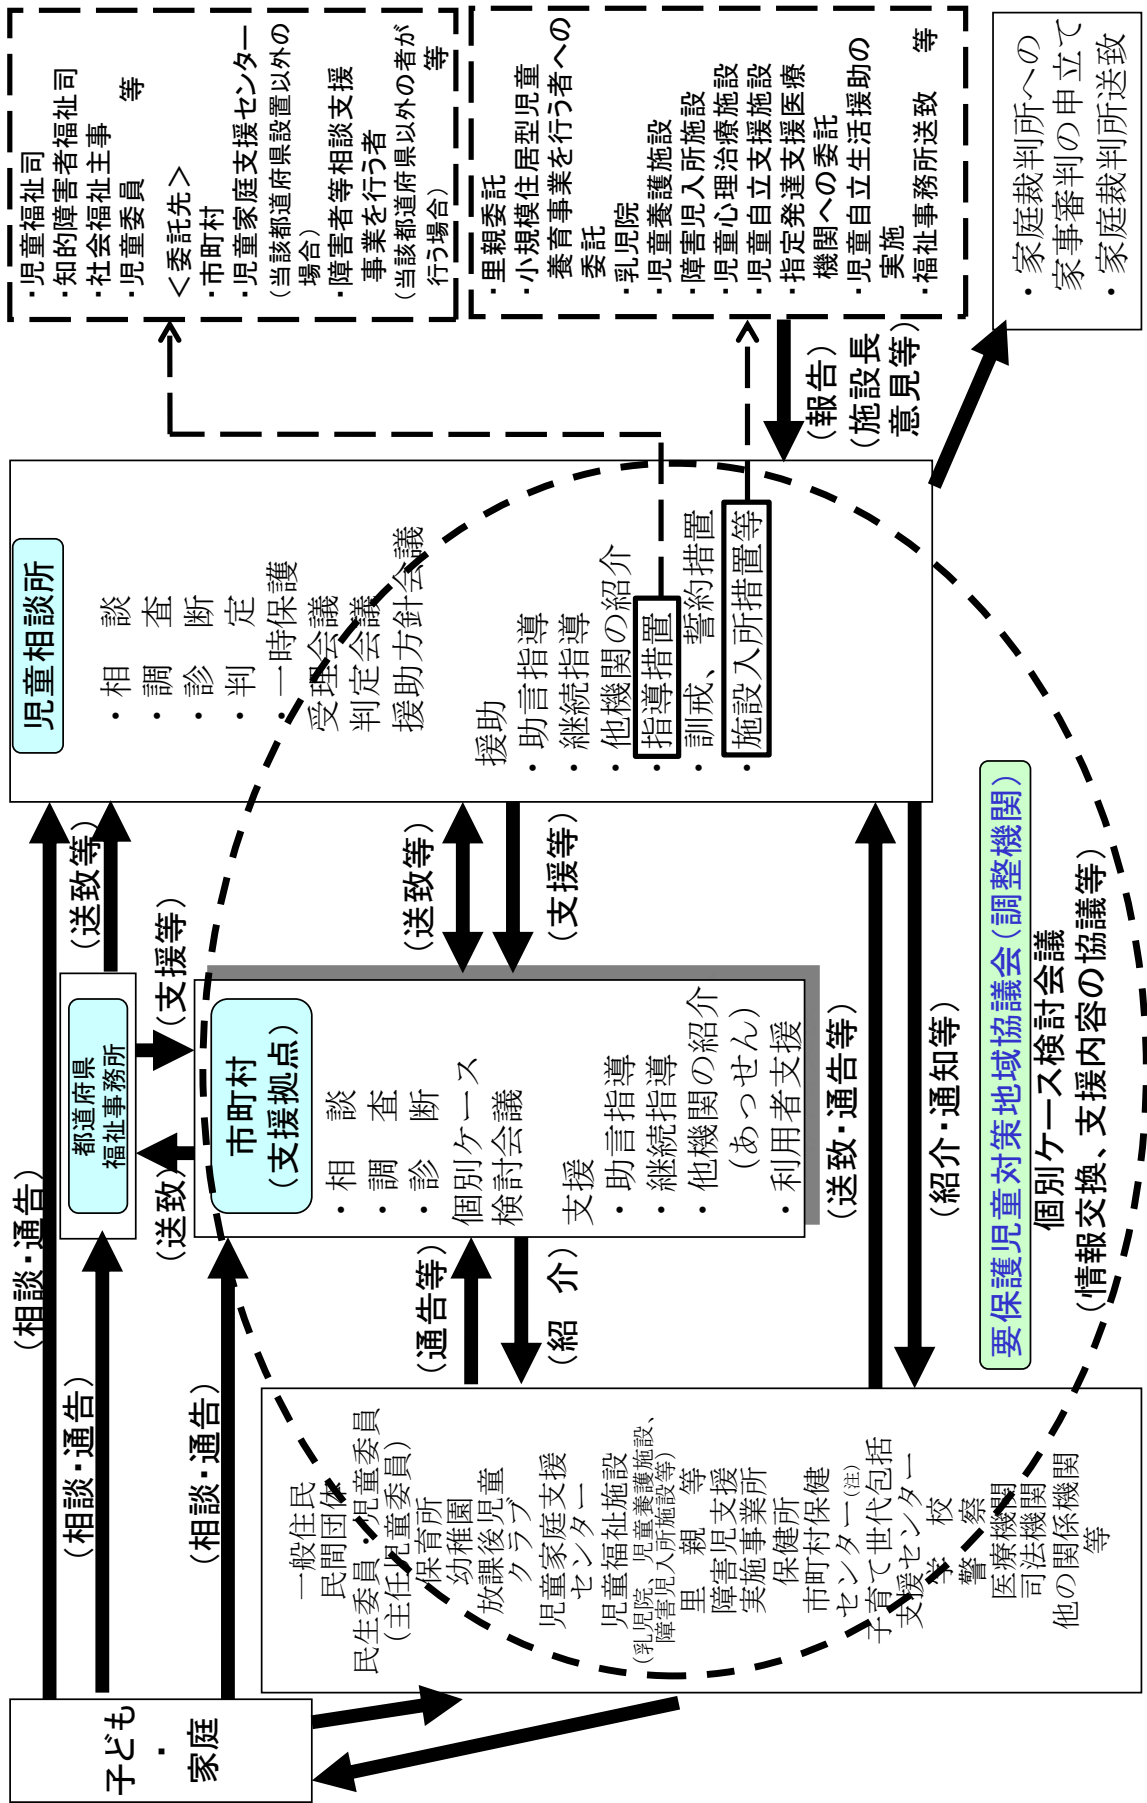 子ども
・
家庭
(相談・通告)
(相談・通告)
(相談・通告)
一般住民
民間団体
民生委員・児童委員
(主任児童委員)
保育所
幼稚園
放課後児童
クラブ
児童家庭支援
センター
児童福祉施設
(乳児院、児童養護施設、
障害児入所施設等)
里　親　等
障害児支援
実施事業所
保健所
市町村保健
センター(注)
子育て世代包括
支援センター
学　校
警　察
医療機関
司法機関
他の関係機関
等
(通告等)
(紹　介)
都道府県
福祉事務所
(送致)
(支援等)
(送致等)
市町村
(支援拠点)
・相　談
・調　査
・診　断
個別ケース
検討会議
支援
・助言指導
・継続指導
・他機関の紹介
(あっせん)
・利用者支援
(送致等)
(支援等)
(送致・通告等)
(紹介・通知等)
要保護児童対策地域協議会(調整機関)
個別ケース検討会議
(情報交換、支援内容の協議等)
児童相談所
・相　談
・調　査
・診　断
・判　定
・一時保護
受理会議
判定会議
援助方針会議
援助
・助言指導
・継続指導
・他機関の紹介
・指導措置
・訓戒、誓約措置
・施設入所措置等
(報告)
(施設長
意見等)
・児童福祉司
・知的障害者福祉司
・社会福祉主事
・児童委員　等
＜委託先＞
・市町村
・児童家庭支援センター
(当該都道府県設置以外の
場合)
・障害者等相談支援
事業を行う者
(当該都道府県以外の者が
行う場合)　等
・里親委託
・小規模住居型児童
養育事業を行う者への
委託
・乳児院
・児童養護施設
・障害児入所施設
・児童心理治療施設
・児童自立支援施設
・指定発達支援医療
機関への委託
・児童自立生活援助の
実施
・福祉事務所送致　等
・家庭裁判所への
家事審判の申立て
・家庭裁判所送致